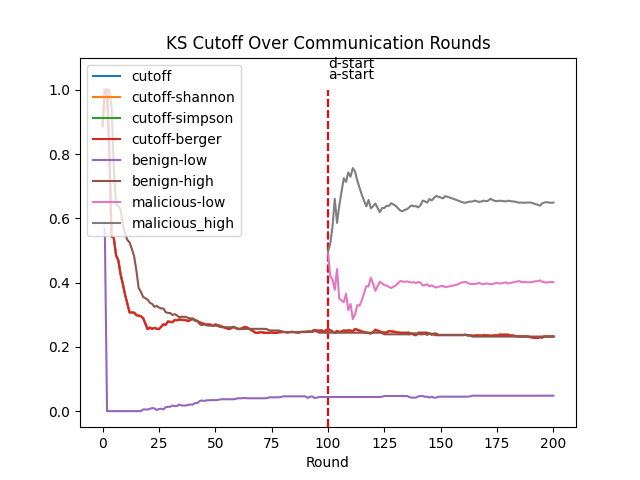 KS Cutoff Over Communication Rounds
d-start
a-start
cutoff
cutoff-shannon
cutoff-simpson
cutoff-berger
benign-low
benign-high
malicious-low
malicious_high
1.0
0.8
0.6
0.4
0.2
0.0
0 25 50 75 100 125 150 175 200
Round